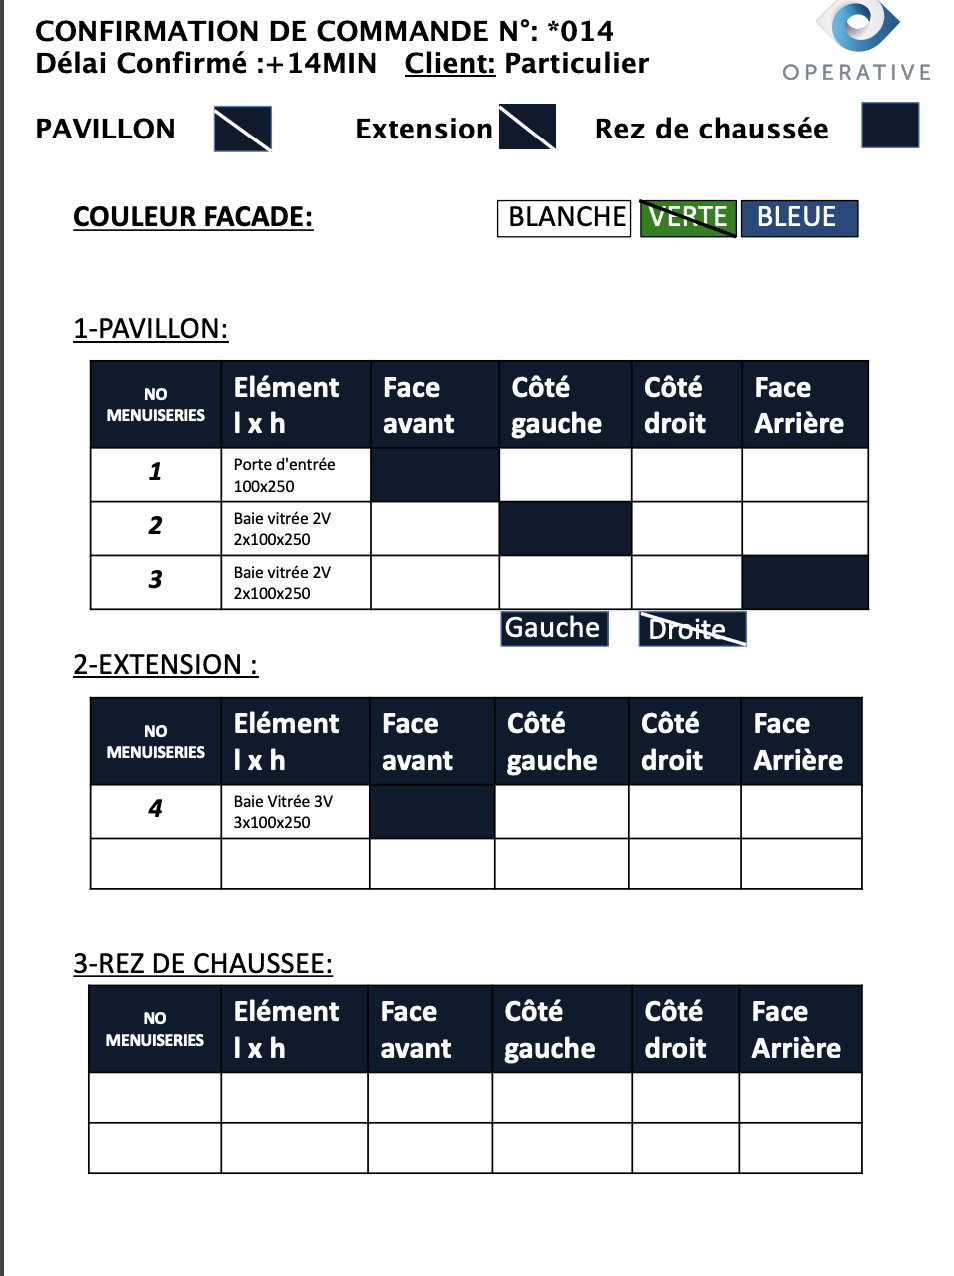 CONFIRMATION DE COMMANDE N°: *014
Délai Confirmé :+14MIN Client: Particulier
OPERATIVE
PAVILLON Extension Rez de chaussée
COULEUR FACADE: BLANCHE VERTE BLEUE
1-PAVILLON:
NO MENUISERIES Elément l x h Face avant Côté gauche Côté droit Face Arrière
1 Porte d'entrée 100x250
2 Baie vitrée 2V 2x100x250
3 Baie vitrée 2V 2x100x250
Gauche Droite
2-EXTENSION :
NO MENUISERIES Elément l x h Face avant Côté gauche Côté droit Face Arrière
4 Baie Vitrée 3V 3x100x250
3-REZ DE CHAUSSEE:
NO MENUISERIES Elément l x h Face avant Côté gauche Côté droit Face Arrière